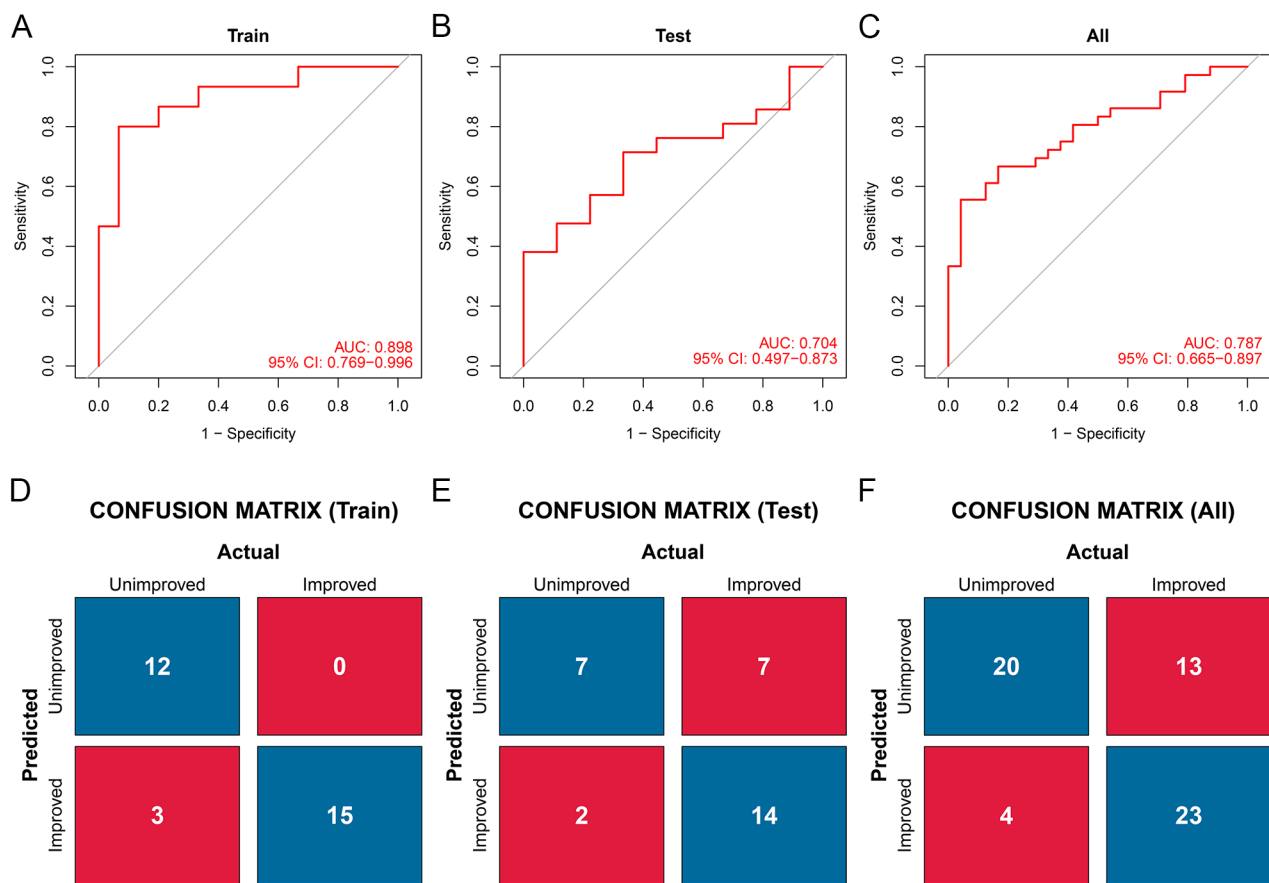 A
Train
Sensitivity
0.0 0.2 0.4 0.6 0.8 1.0
AUC: 0.898
95% CI: 0.769−0.996
0.0 0.2 0.4 0.6 0.8 1.0
1 − Specificity
B
Test
Sensitivity
0.0 0.2 0.4 0.6 0.8 1.0
AUC: 0.704
95% CI: 0.497−0.873
0.0 0.2 0.4 0.6 0.8 1.0
1 − Specificity
C
All
Sensitivity
0.0 0.2 0.4 0.6 0.8 1.0
AUC: 0.787
95% CI: 0.665−0.897
0.0 0.2 0.4 0.6 0.8 1.0
1 − Specificity
D
CONFUSION MATRIX (Train)
Actual
Unimproved Improved
Predicted
Unimproved
12 0
Improved
3 15
E
CONFUSION MATRIX (Test)
Actual
Unimproved Improved
Predicted
Unimproved
7 7
Improved
2 14
F
CONFUSION MATRIX (All)
Actual
Unimproved Improved
Predicted
Unimproved
20 13
Improved
4 23